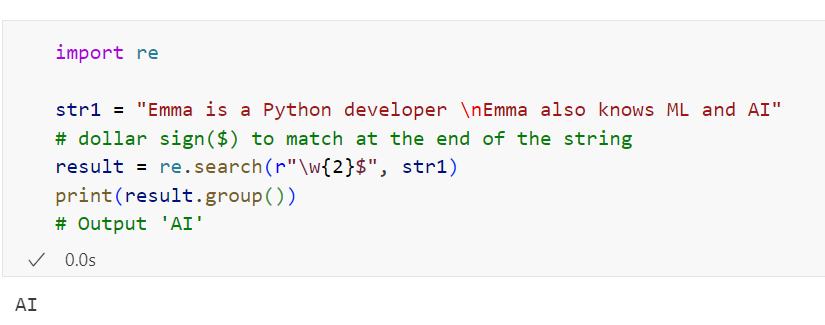 import re
str1 = "Emma is a Python developer \nEmma also knows ML and AI"
# dollar sign($) to match at the end of the string
result = re.search(r"\w{2}$", str1)
print(result.group())
# Output 'AI'
0.0s
AI